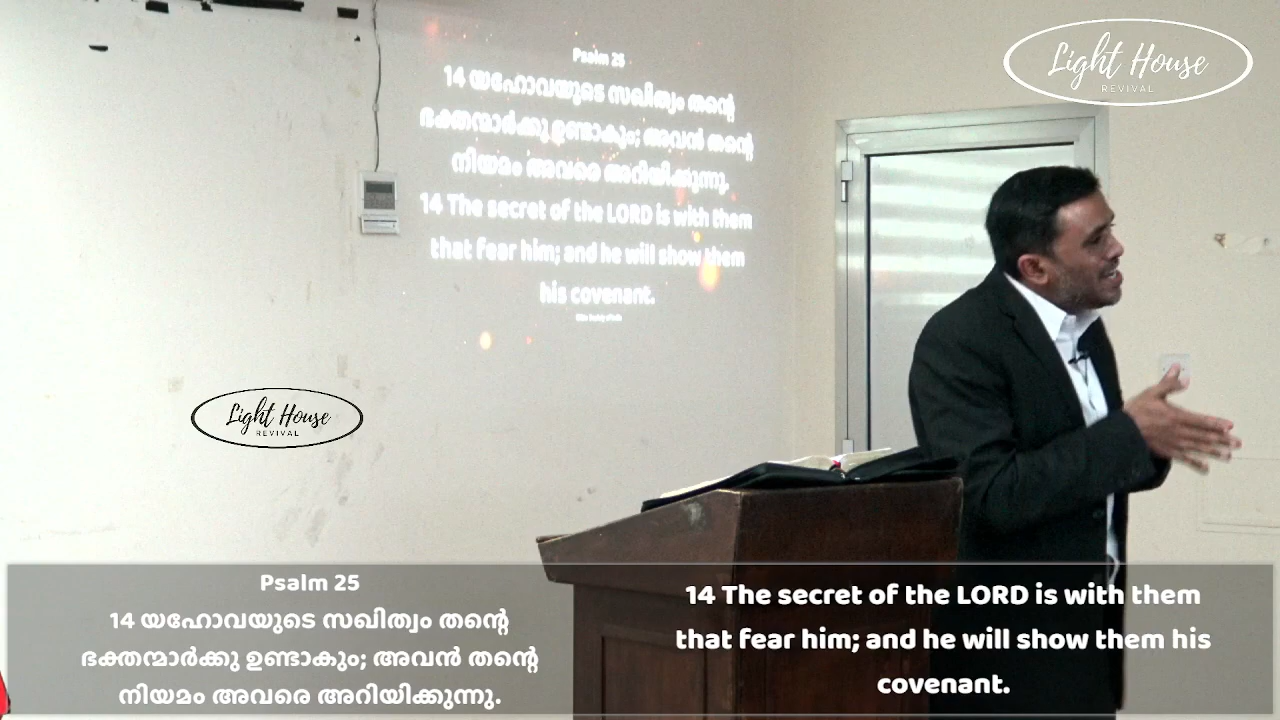 Psalm 25
14 യഹോവയുടെ സഖിത്വം തന്റെ
ഭക്തന്മാർക്കു ഉണ്ടാകും; അവൻ തന്റെ
നിയമം അവരെ അറിയിക്കുന്നു.
14 The secret of the LORD is with them
that fear him; and he will show them
his covenant.
Light House
REVIVAL
Light House
REVIVAL
Psalm 25
14 യഹോവയുടെ സഖിത്വം തന്റെ
ഭക്തന്മാർക്കു ഉണ്ടാകും; അവൻ തന്റെ
നിയമം അവരെ അറിയിക്കുന്നു.
14 The secret of the LORD is with them
that fear him; and he will show them his
covenant.